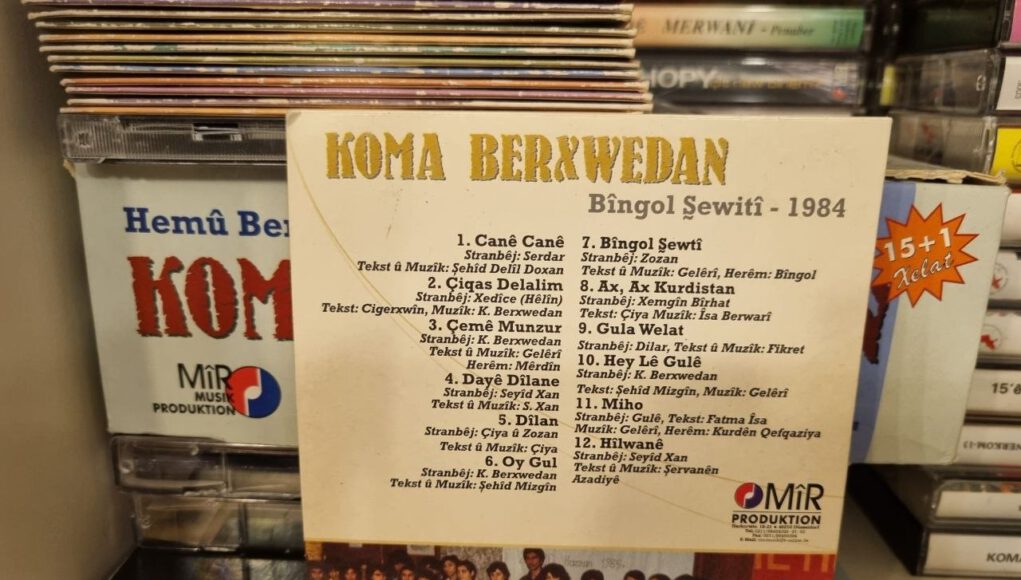 MERWANÎ - Penaber
HOPY
KOMA BERXWEDAN
Bîngol Şewitî - 1984
1. Canê Canê
Stranbêj: Serdar
Tekst û Muzîk: Şehîd Delîl Doxan
2. Çiqas Delalim
Stranbêj: Xedîce (Hêlîn)
Tekst: Cigerxwîn, Muzîk: K. Berxwedan
3. Çemê Munzur
Stranbêj: K. Berxwedan
Tekst û Muzîk: Gelêrî
Herêm: Mêrdîn
4. Dayê Dîlane
Stranbêj: Seyîd Xan
Tekst û Muzîk: S. Xan
5. Dîlan
Stranbêj: Çiya û Zozan
Tekst û Muzîk: Çiya
6. Oy Gul
Stranbêj: K. Berxwedan
Tekst û Muzîk: Şehîd Mizgîn
7. Bîngol Şewtî
Stranbêj: Zozan
Tekst û Muzîk: Gelêrî, Herêm: Bîngol
8. Ax, Ax Kurdistan
Stranbêj: Xemgîn Bîrhat
Tekst: Çiya Muzîk: Îsa Berwarî
9. Gula Welat
Stranbêj: Dilar, Tekst û Muzîk: Fikret
10. Hey Lê Gulê
Stranbêj: K. Berxwedan
Tekst: Şehîd Mizgîn, Muzîk: Gelêrî
11. Miho
Stranbêj: Gulê, Tekst: Fatma Îsa
Muzîk: Gelêrî, Herêm: Kurdên Qefqaziya
12. Hîlwanê
Stranbêj: Seyîd Xan
Tekst û Muzîk: Şervanên
Azadiyê
MîR
PRODUKTION
Hemû Ber
KOM
MîR
MUSIK
PRODUKTION
15+1
Xelat
15'ê
NERKOM-13
KOMA